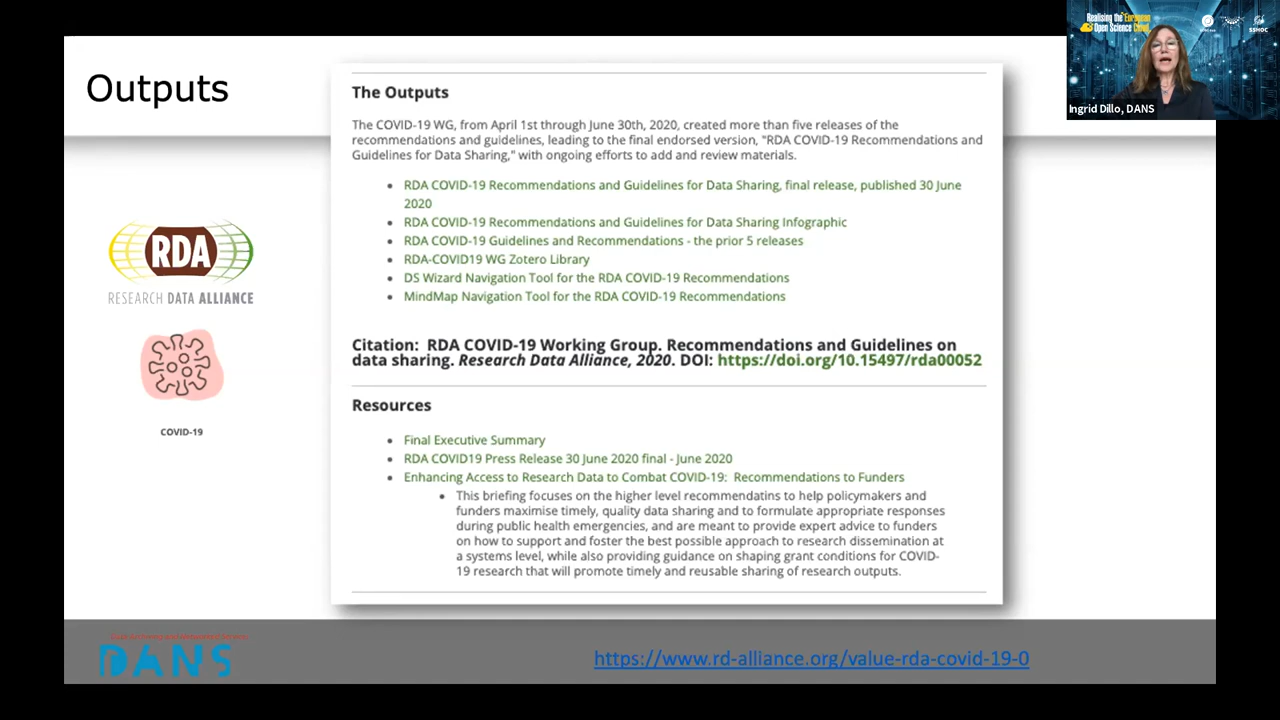 Outputs
The Outputs
The COVID-19 WG, from April 1st through June 30th, 2020, created more than five releases of the
recommendations and guidelines, leading to the final endorsed version, "RDA COVID-19 Recommendations and
Guidelines for Data Sharing," with ongoing efforts to add and review materials.
RDA COVID-19 Recommendations and Guidelines for Data Sharing, final release, published 30 June
2020
RDA COVID-19 Recommendations and Guidelines for Data Sharing Infographic
RDA COVID-19 Guidelines and Recommendations - the prior 5 releases
RDA-COVID19 WG Zotero Library
DS Wizard Navigation Tool for the RDA COVID-19 Recommendations
MindMap Navigation Tool for the RDA COVID-19 Recommendations
Citation: RDA COVID-19 Working Group. Recommendations and Guidelines on
data sharing. Research Data Alliance, 2020. DOI: https://doi.org/10.15497/rda00052
Resources
Final Executive Summary
RDA COVID19 Press Release 30 June 2020 final - June 2020
Enhancing Access to Research Data to Combat COVID-19: Recommendations to Funders
This briefing focuses on the higher level recommendatins to help policymakers and
funders maximise timely, quality data sharing and to formulate appropriate responses
during public health emergencies, and are meant to provide expert advice to funders
on how to support and foster the best possible approach to research dissemination at
a systems level, while also providing guidance on shaping grant conditions for COVID-
19 research that will promote timely and reusable sharing of research outputs.
RDA
RESEARCH DATA ALLIANCE
COVID-19
DANS
https://www.rd-alliance.org/value-rda-covid-19-0
Realising the European
Open Science Cloud
SSHOC
Ingrid Dillo, DANS